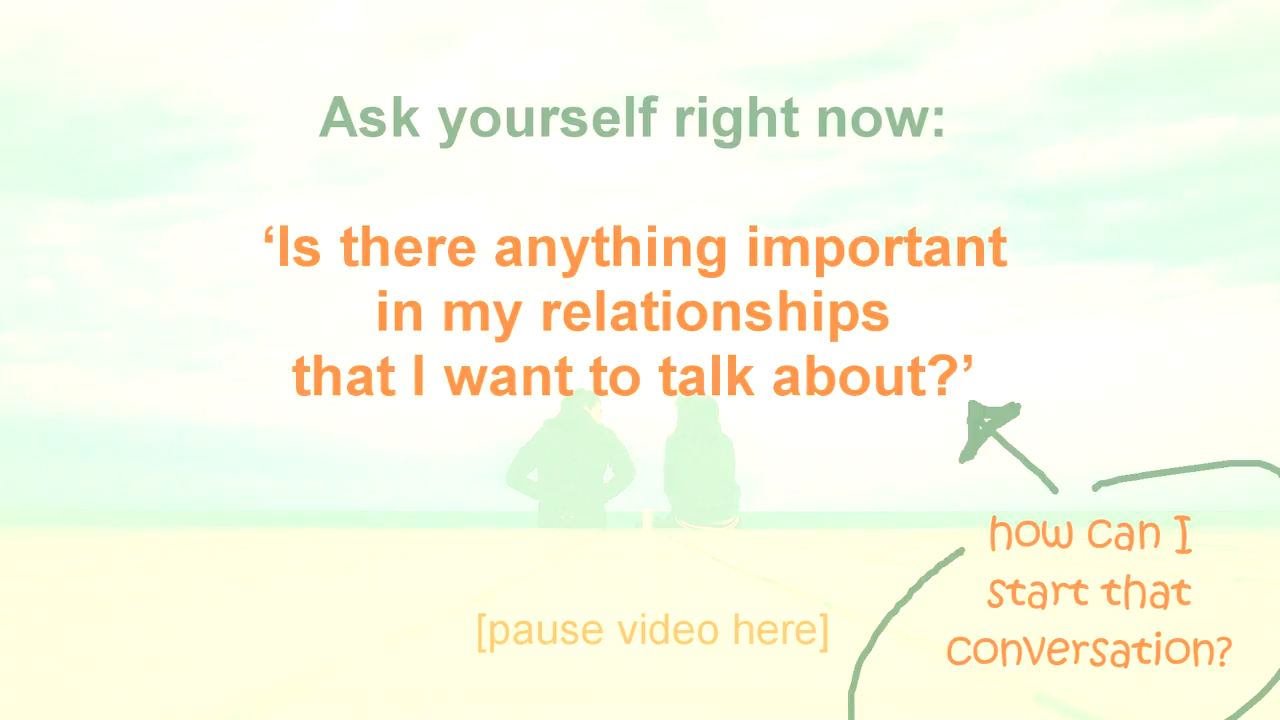 Ask yourself right now:
‘Is there anything important
in my relationships
that I want to talk about?’
how can I
start that
conversation?
[pause video here]